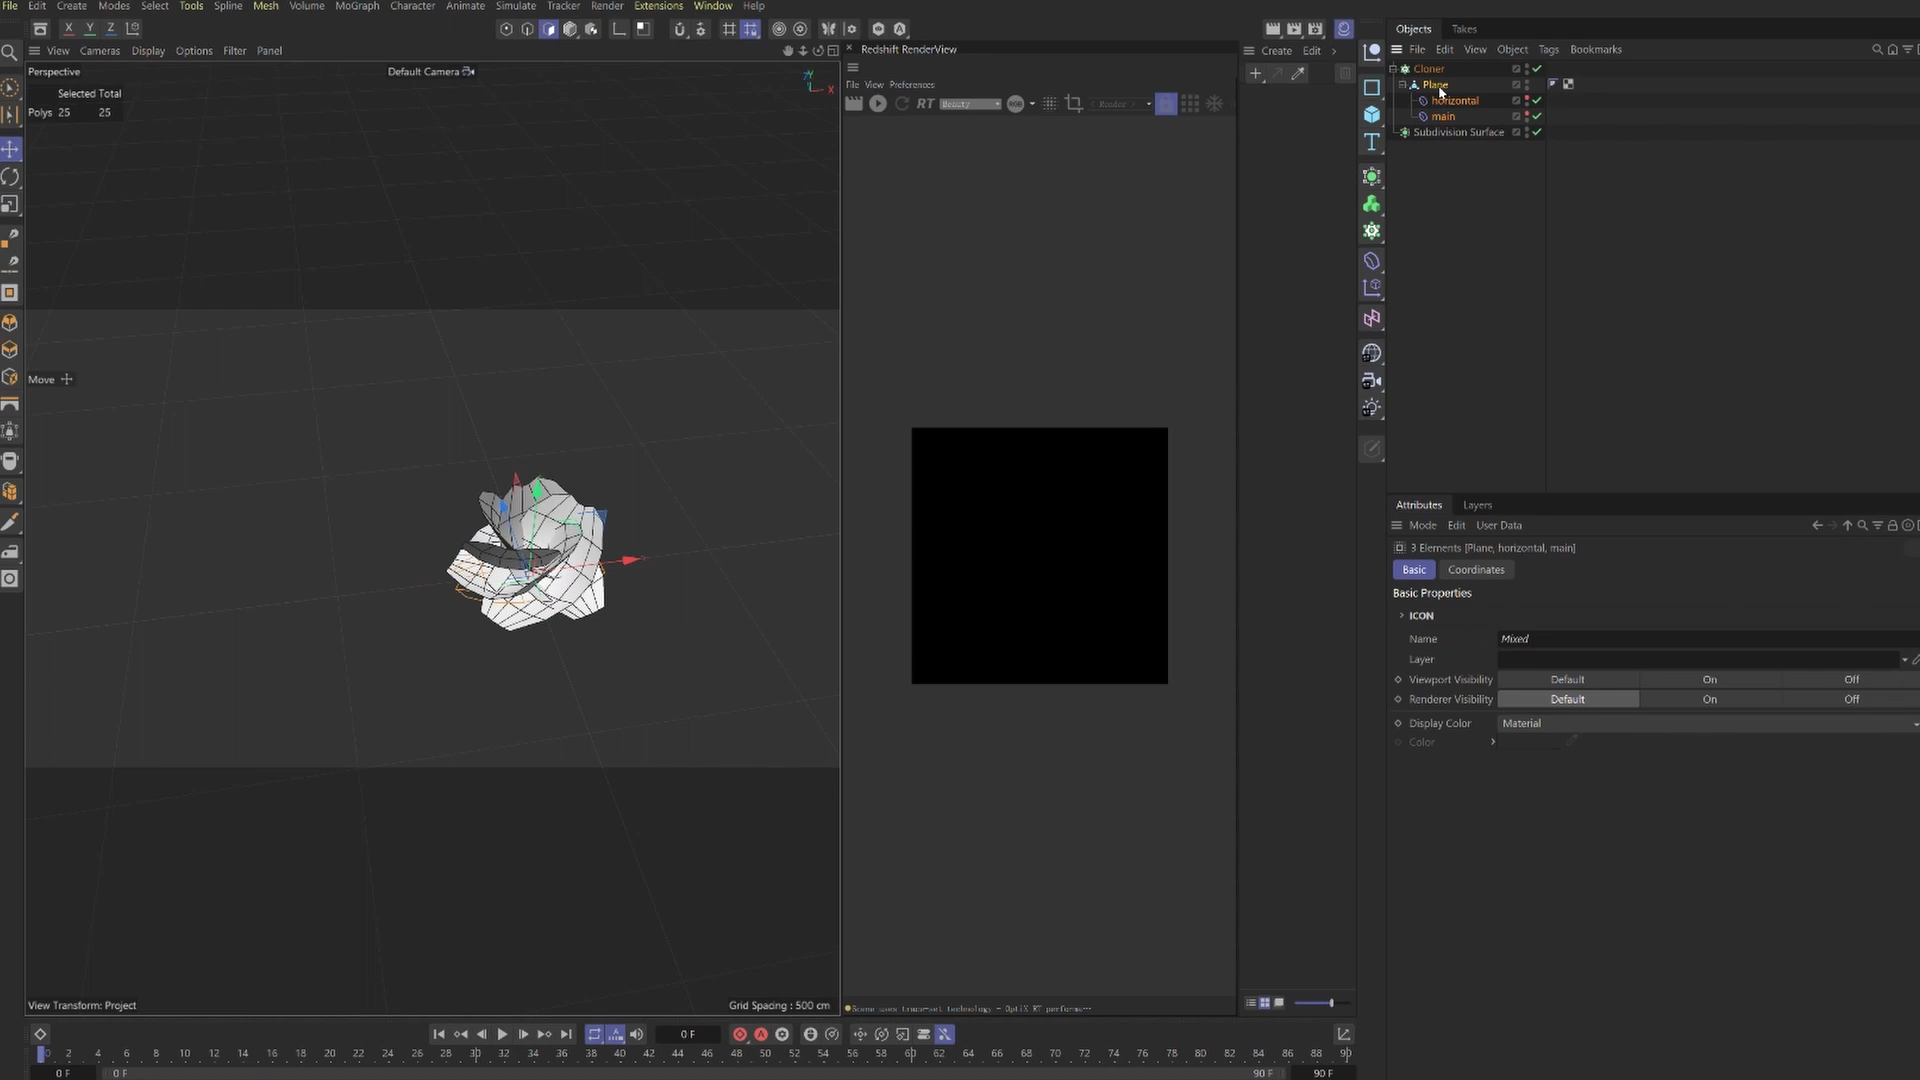 File Edit Create Modes Select Tools Spline Mesh Volume MoGraph Character Animate Simulate Tracker Render Extensions Window Help
X Y Z
View Cameras Display Options Filter Panel
Perspective
Default Camera
Y
X
Selected Total
Polys 25 25
Move
View Transform: Project
Grid Spacing : 500 cm
Redshift RenderView
File View Preferences
RT Beauty RGB < Render >
Create Edit
T
Objects Takes
File Edit View Object Tags Bookmarks
Cloner
Plane
horizontal
main
Subdivision Surface
Attributes Layers
Mode Edit User Data
3 Elements [Plane, horizontal, main]
Basic Coordinates
Basic Properties
ICON
Name Mixed
Layer
Viewport Visibility Default On Off
Renderer Visibility Default On Off
Display Color Material
Color
0 F
0 2 4 6 8 10 12 14 16 18 20 22 24 26 28 30 32 34 36 38 40 42 44 46 48 50 52 54 56 58 60 62 64 66 68 70 72 74 76 78 80 82 84 86 88 90
0 F 0 F 90 F 90 F